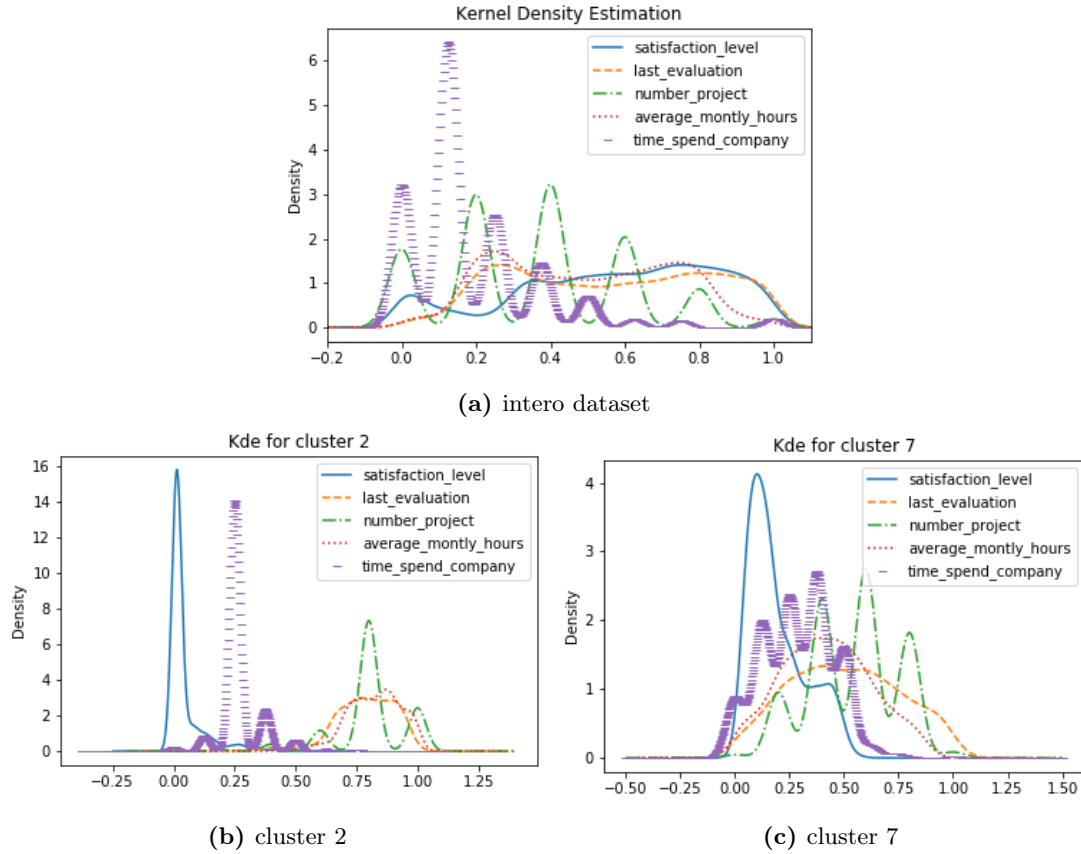 Kernel Density Estimation
satisfaction_level
last_evaluation
number_project
average_montly_hours
time_spend_company
Density
6
5
4
3
2
1
0
−0.2 0.0 0.2 0.4 0.6 0.8 1.0
(a) intero dataset
Kde for cluster 2
satisfaction_level
last_evaluation
number_project
average_montly_hours
time_spend_company
Density
16
14
12
10
8
6
4
2
0
−0.25 0.00 0.25 0.50 0.75 1.00 1.25
(b) cluster 2
Kde for cluster 7
satisfaction_level
last_evaluation
number_project
average_montly_hours
time_spend_company
Density
4
3
2
1
0
−0.50 −0.25 0.00 0.25 0.50 0.75 1.00 1.25 1.50
(c) cluster 7